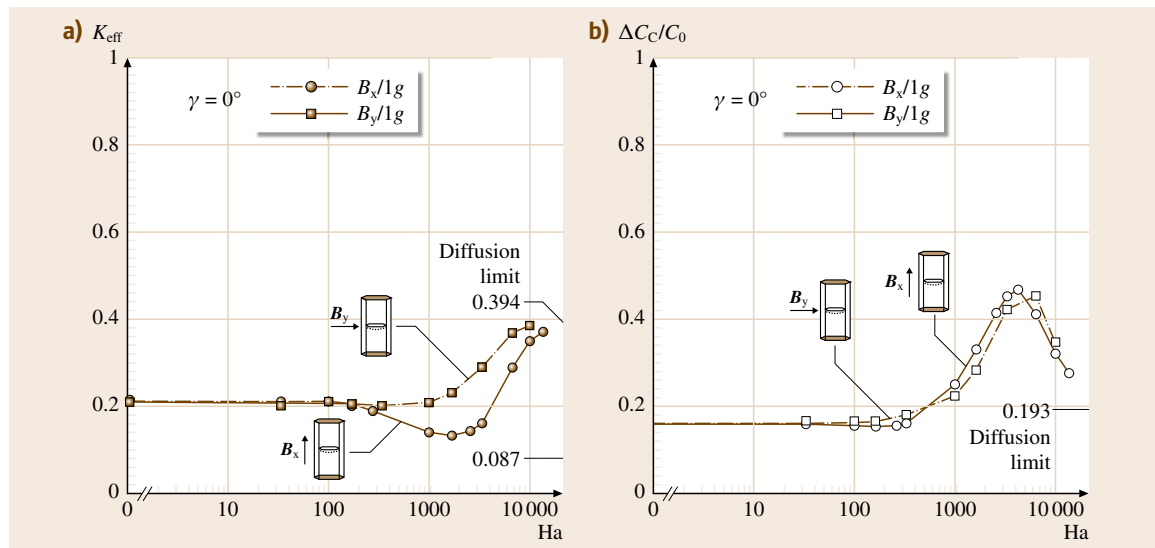 a) K_eff
1
0.8
0.6
0.4
0.2
0
γ = 0°
B_x/1g
B_y/1g
Diffusion
limit
0.394
B_y
B_x
0.087
0 10 100 1000 10 000
Ha
b) ΔC_C/C_0
1
0.8
0.6
0.4
0.2
0
γ = 0°
B_x/1g
B_y/1g
B_x
B_y
0.193
Diffusion
limit
0 10 100 1000 10 000
Ha